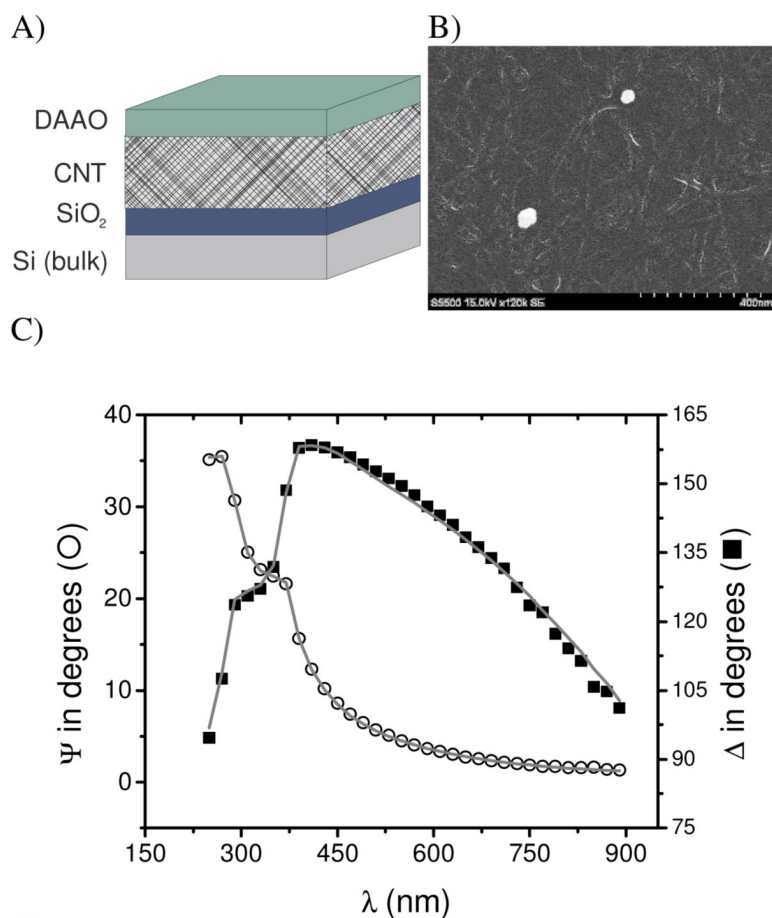 A)
DAAO
CNT
SiO₂
Si (bulk)
B)
S5500 15.0kV x120k SE
400nm
C)
40
30
20
10
0
Ψ in degrees (O)
165
150
135
120
105
90
75
Δ in degrees (■)
150 300 450 600 750 900
λ (nm)